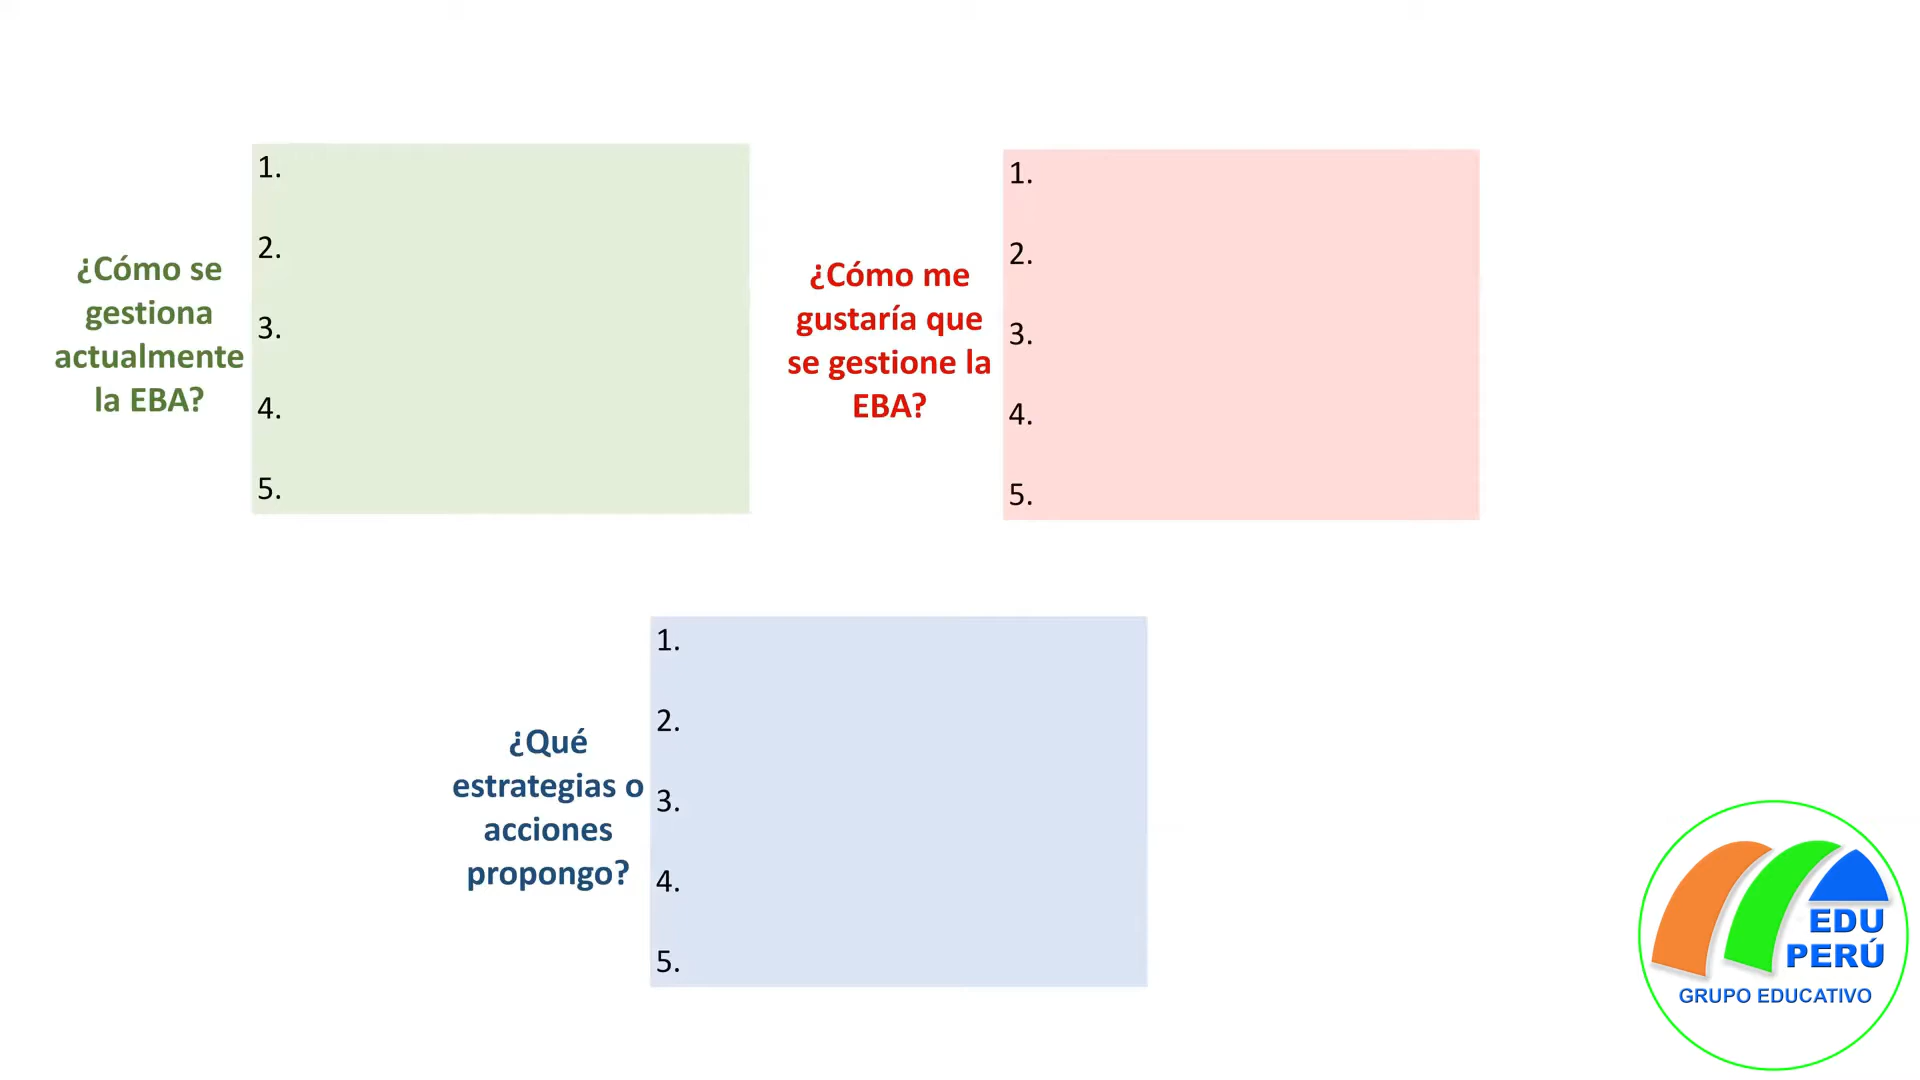 ¿Cómo se
gestiona
actualmente
la EBA?
1.
2.
3.
4.
5.
¿Cómo me
gustaría que
se gestione la
EBA?
1.
2.
3.
4.
5.
¿Qué
estrategias o
acciones
propongo?
1.
2.
3.
4.
5.
EDU
PERÚ
GRUPO EDUCATIVO